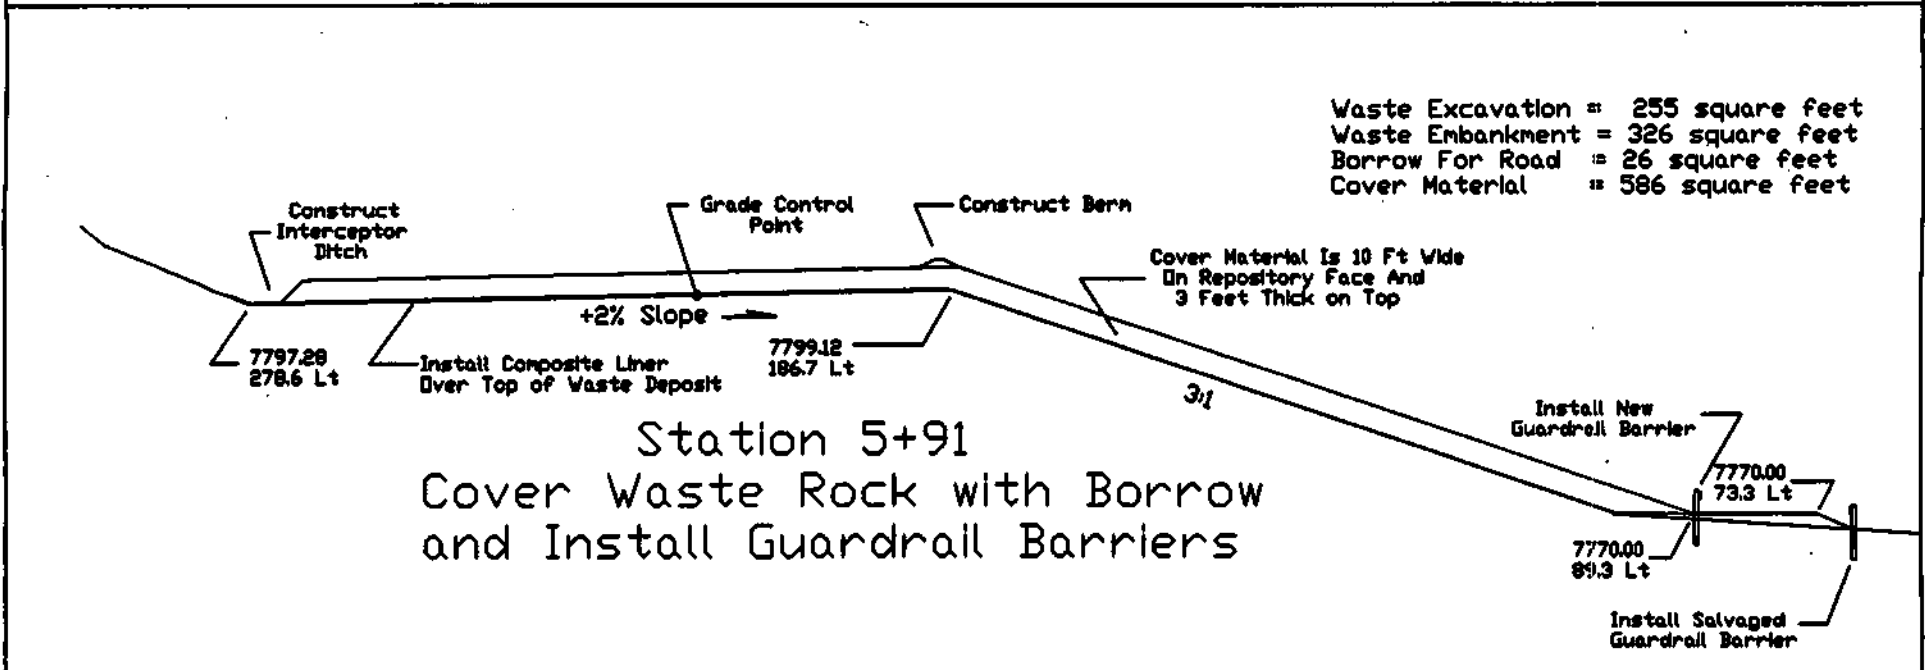 Waste Excavation = 255 square feet
Waste Embankment = 326 square feet
Borrow For Road = 26 square feet
Cover Material = 586 square feet
Construct
Interceptor
Ditch
Grade Control
Point
Construct Berm
Cover Material Is 10 Ft Wide
On Repository Face And
3 Feet Thick on Top
+2% Slope
7797.28
278.6 Lt
Install Composite Liner
Over Top of Waste Deposit
7799.12
186.7 Lt
3:1
Install New
Guardrail Barrier
7770.00
73.3 Lt
7770.00
89.3 Lt
Install Salvaged
Guardrail Barrier
Station 5+91
Cover Waste Rock with Borrow
and Install Guardrail Barriers